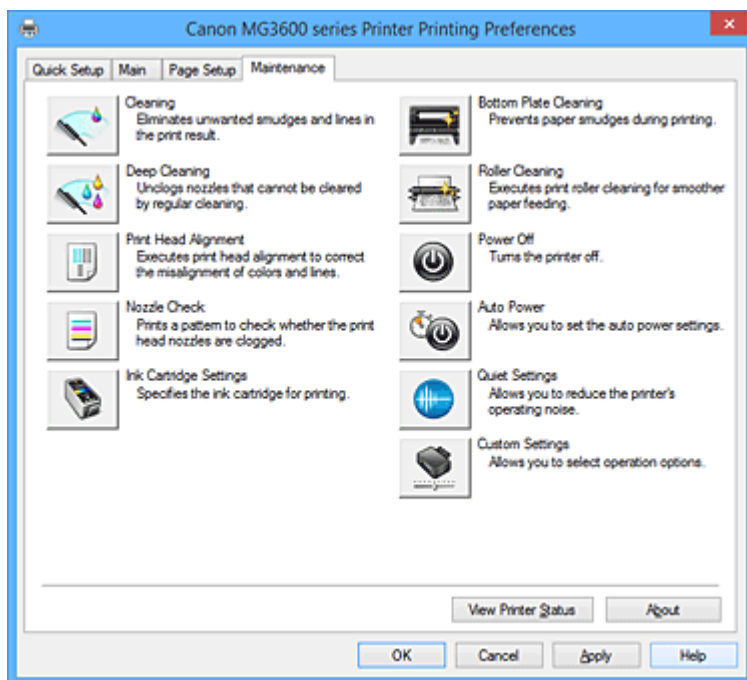 Canon MG3600 series Printer Printing Preferences
Quick Setup Main Page Setup Maintenance
Cleaning
Eliminates unwanted smudges and lines in
the print result.
Deep Cleaning
Unclogs nozzles that cannot be cleared
by regular cleaning.
Print Head Alignment
Executes print head alignment to correct
the misalignment of colors and lines.
Nozzle Check
Prints a pattern to check whether the print
head nozzles are clogged.
Ink Cartridge Settings
Specifies the ink cartridge for printing.
Bottom Plate Cleaning
Prevents paper smudges during printing.
Roller Cleaning
Executes print roller cleaning for smoother
paper feeding.
Power Off
Turns the printer off.
Auto Power
Allows you to set the auto power settings.
Quiet Settings
Allows you to reduce the printer's
operating noise.
Custom Settings
Allows you to select operation options.
View Printer Status About
OK Cancel Apply Help